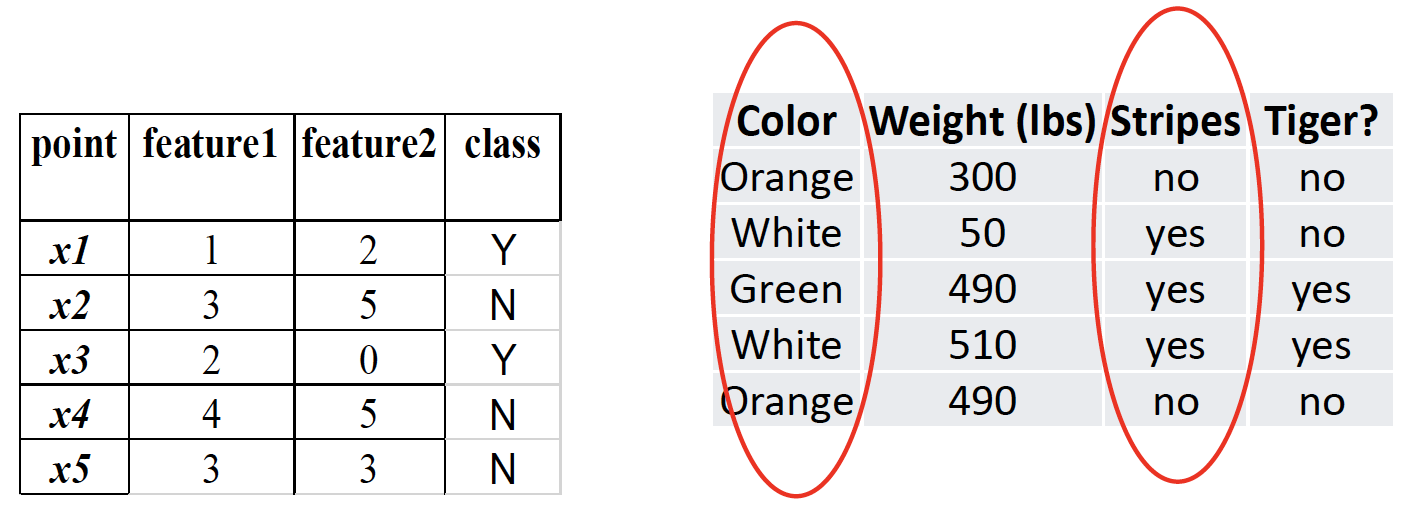 point feature1 feature2 class
x1 1 2 Y
x2 3 5 N
x3 2 0 Y
x4 4 5 N
x5 3 3 N
Color Weight (lbs) Stripes Tiger?
Orange 300 no no
White 50 yes no
Green 490 yes yes
White 510 yes yes
Orange 490 no no